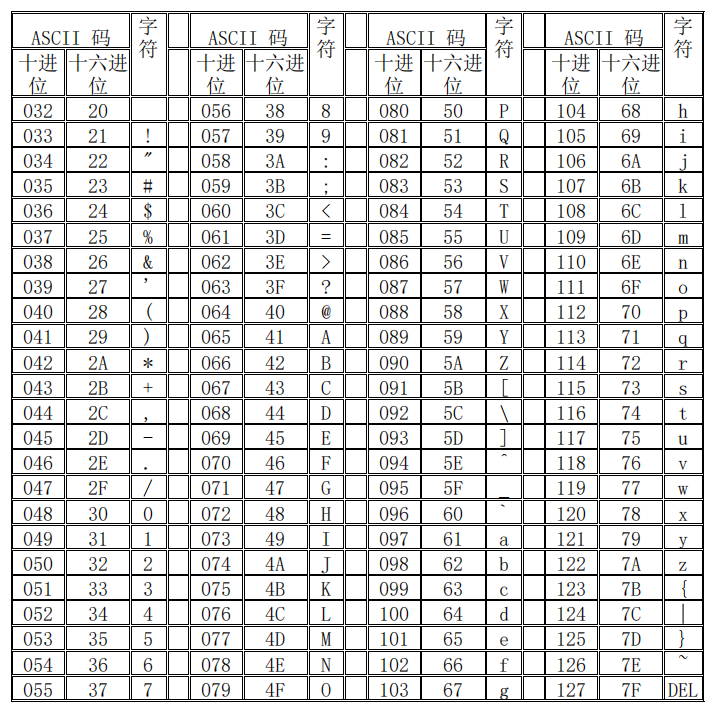 ASCII 码 字符 ASCII 码 字符 ASCII 码 字符 ASCII 码 字符
十进位 十六进位 十进位 十六进位 十进位 十六进位 十进位 十六进位
032 20 056 38 8 080 50 P 104 68 h
033 21 ! 057 39 9 081 51 Q 105 69 i
034 22 " 058 3A : 082 52 R 106 6A j
035 23 # 059 3B ; 083 53 S 107 6B k
036 24 $ 060 3C < 084 54 T 108 6C l
037 25 % 061 3D = 085 55 U 109 6D m
038 26 & 062 3E > 086 56 V 110 6E n
039 27 ' 063 3F ? 087 57 W 111 6F o
040 28 ( 064 40 @ 088 58 X 112 70 p
041 29 ) 065 41 A 089 59 Y 113 71 q
042 2A * 066 42 B 090 5A Z 114 72 r
043 2B + 067 43 C 091 5B [ 115 73 s
044 2C , 068 44 D 092 5C \ 116 74 t
045 2D - 069 45 E 093 5D ] 117 75 u
046 2E . 070 46 F 094 5E ^ 118 76 v
047 2F / 071 47 G 095 5F _ 119 77 w
048 30 0 072 48 H 096 60 ` 120 78 x
049 31 1 073 49 I 097 61 a 121 79 y
050 32 2 074 4A J 098 62 b 122 7A z
051 33 3 075 4B K 099 63 c 123 7B {
052 34 4 076 4C L 100 64 d 124 7C |
053 35 5 077 4D M 101 65 e 125 7D }
054 36 6 078 4E N 102 66 f 126 7E ~
055 37 7 079 4F O 103 67 g 127 7F DEL